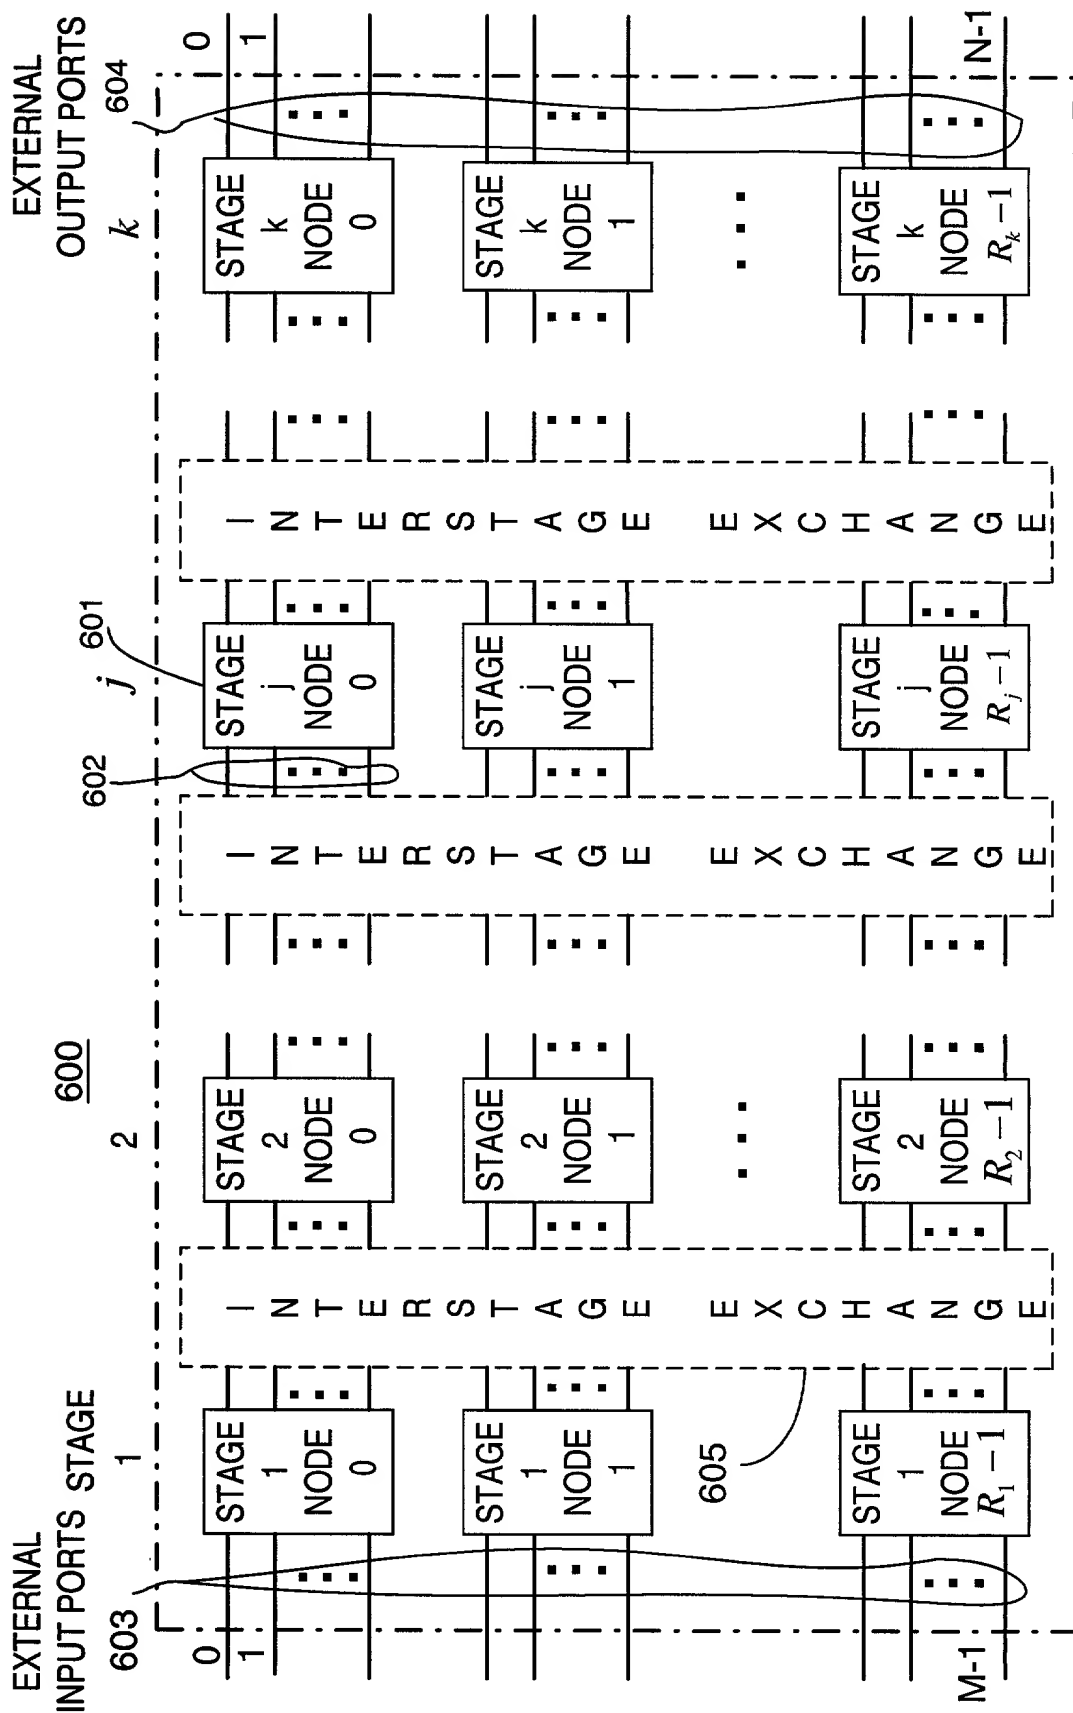 EXTERNAL
INPUT PORTS
STAGE
603
1
2
600
j
k
EXTERNAL
OUTPUT PORTS
602
601
604
0
1
0
1
STAGE
1
NODE
0
STAGE
2
NODE
0
STAGE
j
NODE
0
STAGE
k
NODE
0
STAGE
1
NODE
1
STAGE
2
NODE
1
STAGE
j
NODE
1
STAGE
k
NODE
1
605
INTERSTAGE EXCHANGE
INTERSTAGE EXCHANGE
INTERSTAGE EXCHANGE
STAGE
1
NODE
R₁−1
STAGE
2
NODE
R₂−1
STAGE
j
NODE
Rⱼ−1
STAGE
k
NODE
Rₖ−1
M-1
N-1